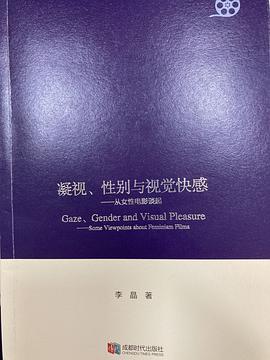 凝视、性别与视觉快感
——从女性电影谈起
Gaze, Gender and Visual Pleasure
——Some Viewpoints about Feminism Films
李 晶 著
成都时代出版社
CHENGDU TIMES PRESS